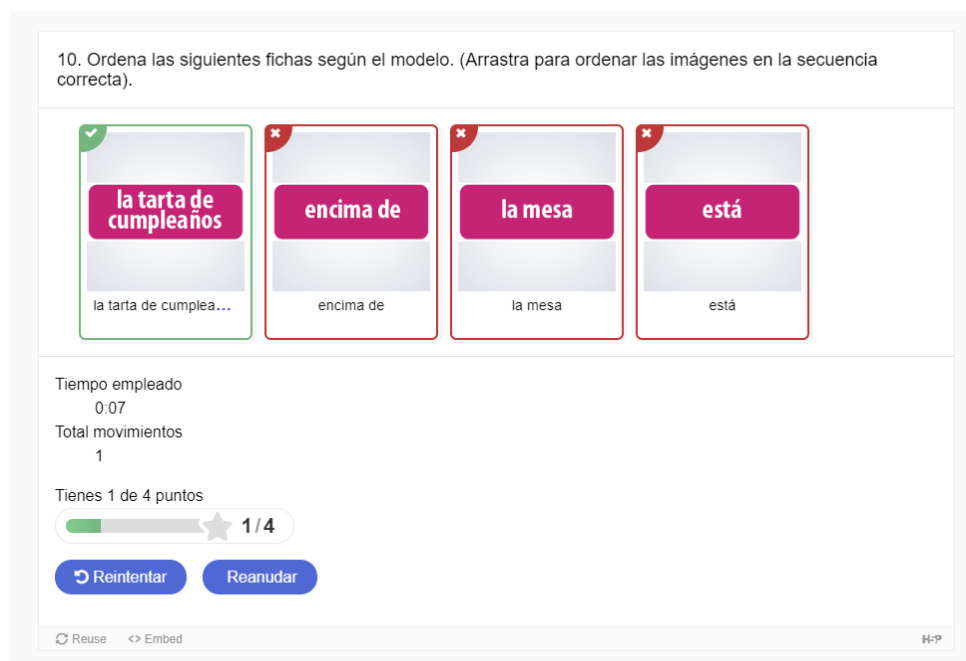 10. Ordena las siguientes fichas según el modelo. (Arrastra para ordenar las imágenes en la secuencia
correcta).
la tarta de
cumpleaños
encima de
la mesa
está
la tarta de cumplea...
encima de
la mesa
está
Tiempo empleado
0:07
Total movimientos
1
Tienes 1 de 4 puntos
1/4
Reintentar
Reanudar
Reuse
<> Embed
H-P